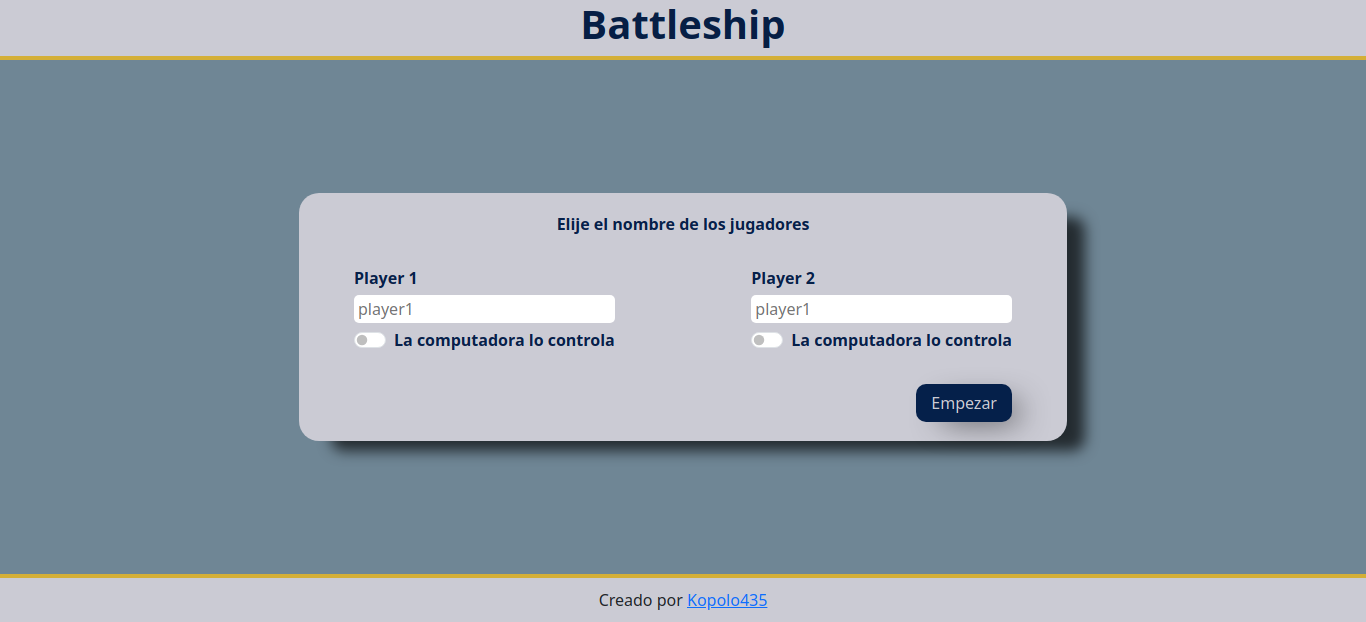 Battleship
Elije el nombre de los jugadores
Player 1
player1
La computadora lo controla
Player 2
player1
La computadora lo controla
Empezar
Creado por Kopolo435